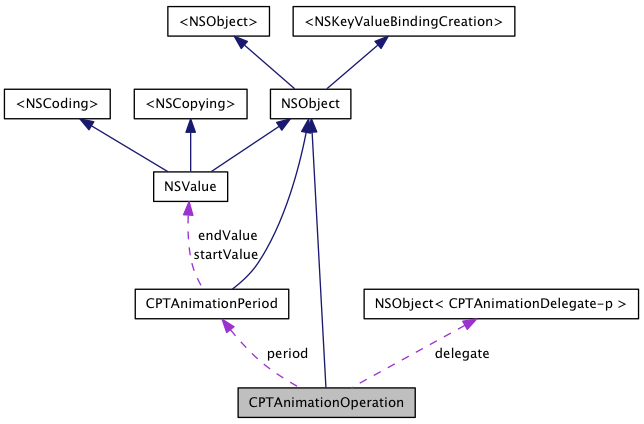 <NSObject>
<NSKeyValueBindingCreation>
<NSCoding>
<NSCopying>
NSObject
NSValue
endValue
startValue
CPTAnimationPeriod
NSObject< CPTAnimationDelegate-p >
period
delegate
CPTAnimationOperation